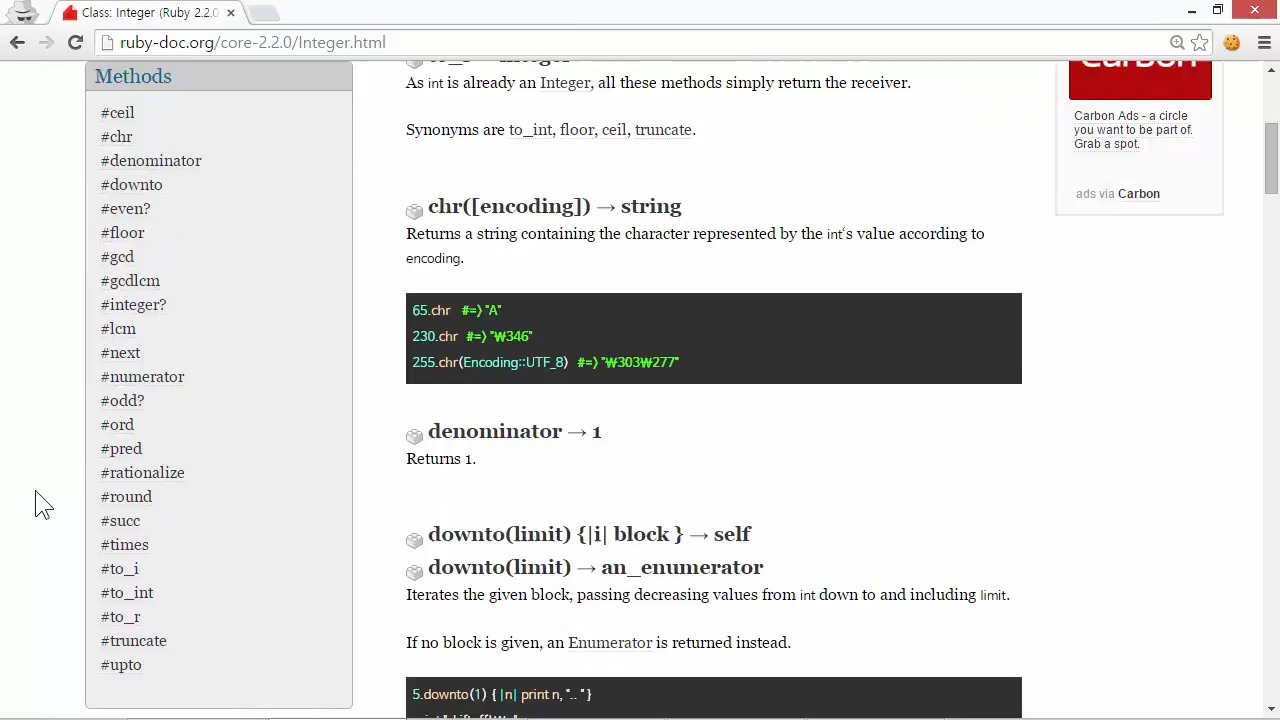 Class: Integer (Ruby 2.2.0
ruby-doc.org/core-2.2.0/Integer.html
Methods
#ceil
#chr
#denominator
#downto
#even?
#floor
#gcd
#gcdlcm
#integer?
#lcm
#next
#numerator
#odd?
#ord
#pred
#rationalize
#round
#succ
#times
#to_i
#to_int
#to_r
#truncate
#upto
As int is already an Integer, all these methods simply return the receiver.
Synonyms are to_int, floor, ceil, truncate.
chr([encoding]) → string
Returns a string containing the character represented by the int‘s value according to
encoding.
65.chr #=> "A"
230.chr #=> "₩346"
255.chr(Encoding::UTF_8) #=> "₩303₩277"
denominator → 1
Returns 1.
downto(limit) {|i| block } → self
downto(limit) → an_enumerator
Iterates the given block, passing decreasing values from int down to and including limit.
If no block is given, an Enumerator is returned instead.
5.downto(1) { |n| print n, ".. " }
Carbon
Carbon Ads - a circle
you want to be part of.
Grab a spot.
ads via Carbon